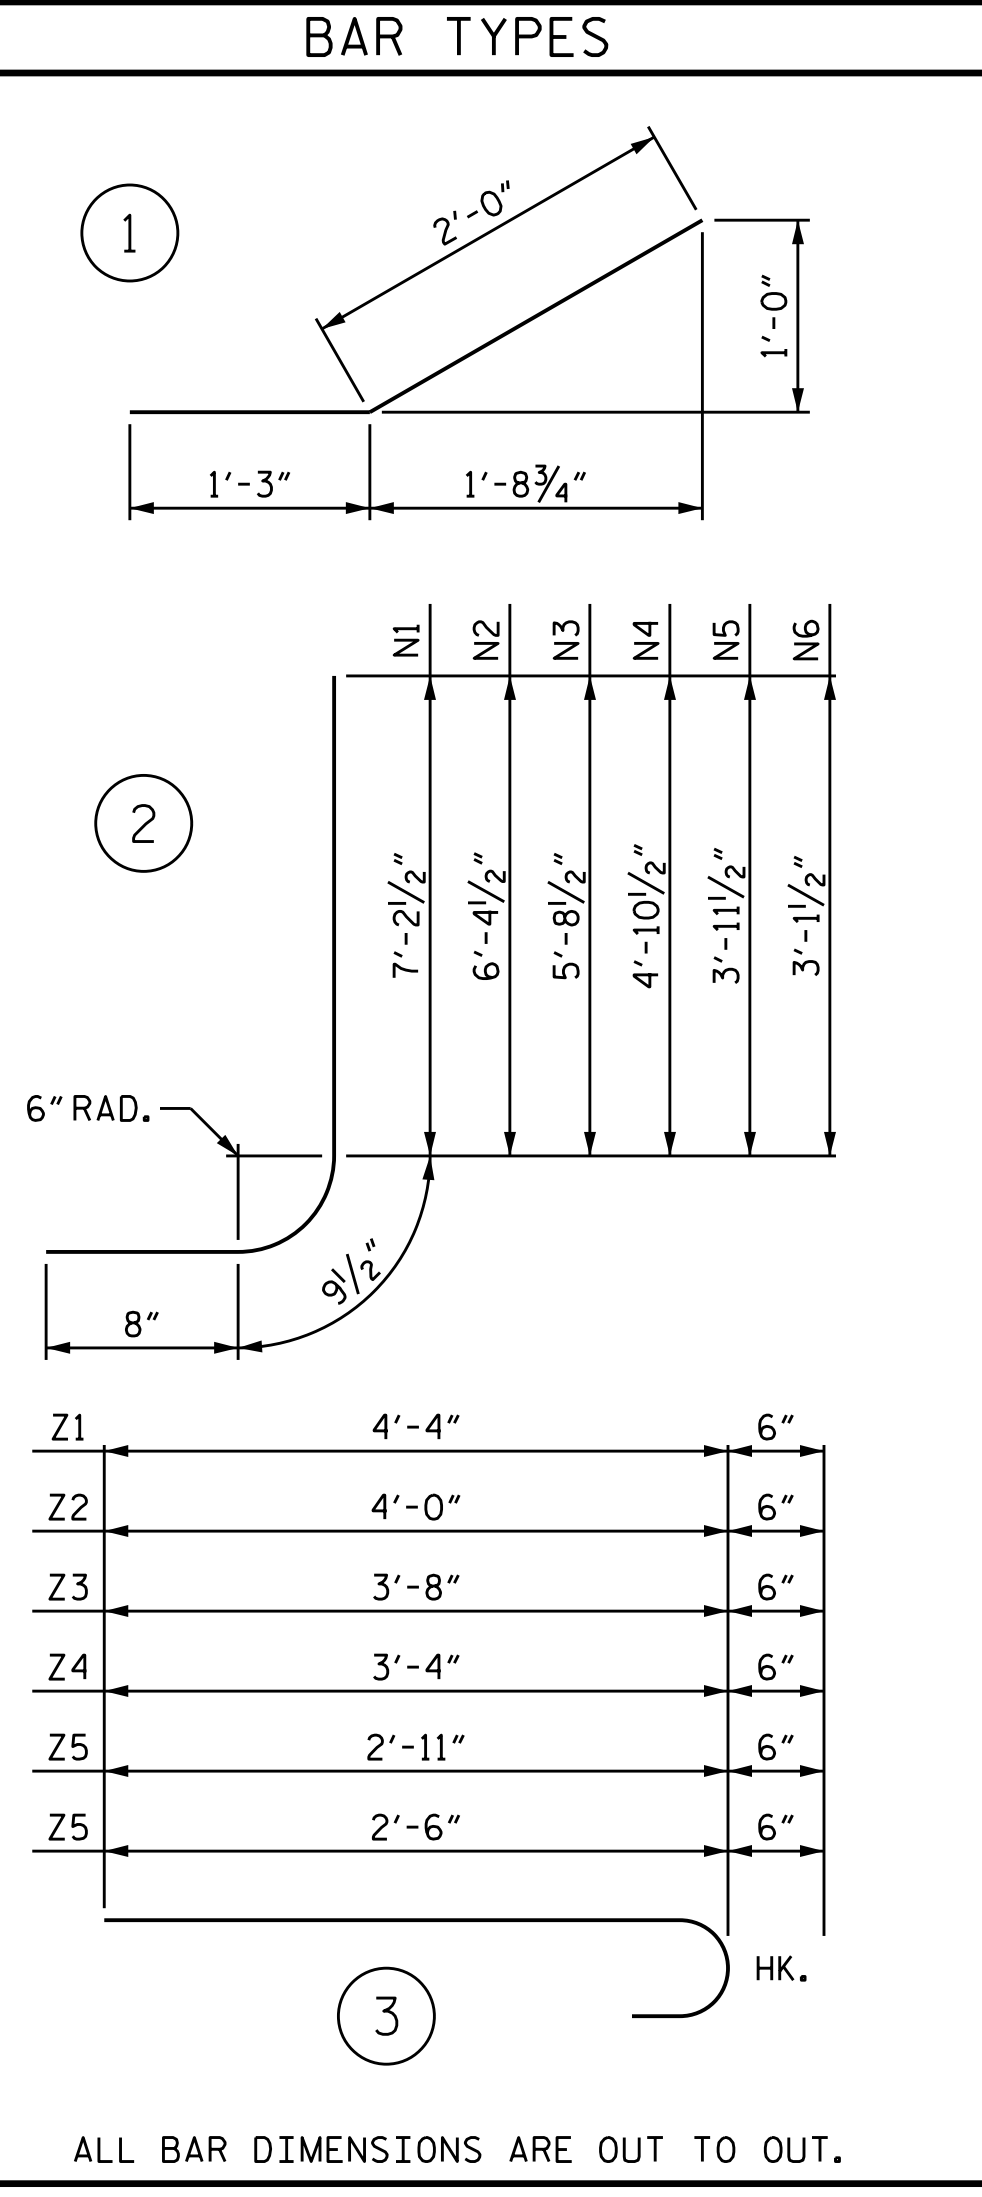 BAR TYPES
1
2'-0"
1'-0"
1'-3"
1'-8¾"
N1
N2
N3
N4
N5
N6
2
7'-2½"
6'-4½"
5'-8½"
4'-10½"
3'-11½"
3'-1½"
6" RAD.
9½"
8"
Z1 4'-4" 6"
Z2 4'-0" 6"
Z3 3'-8" 6"
Z4 3'-4" 6"
Z5 2'-11" 6"
Z5 2'-6" 6"
HK.
3
ALL BAR DIMENSIONS ARE OUT TO OUT.